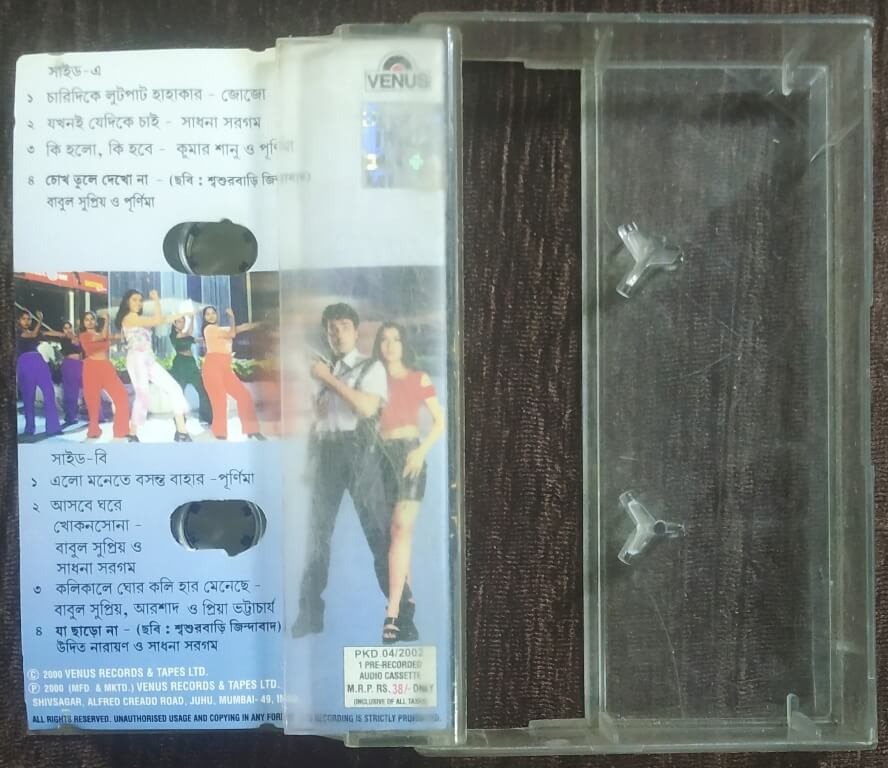 সাইড-এ
১ চারিদিকে লুটপাট হাহাকার - জোজো
২ যখনই যেদিকে চাই - সাধনা সরগম
৩ কি হলো, কি হবে - কুমার শানু ও পূর্ণিমা
৪ চোখ তুলে দেখো না - (ছবি : শ্বশুরবাড়ি জিন্দাবাদ)
বাবুল সুপ্রিয় ও পূর্ণিমা
VENUS
সাইড-বি
১ এলো মনেতে বসন্ত বাহার -পূর্ণিমা
২ আসবে ঘরে
খোকনসোনা -
বাবুল সুপ্রিয় ও
সাধনা সরগম
৩ কলিকালে ঘোর কলি হার মেনেছে -
বাবুল সুপ্রিয়, আরশাদ ও প্রিয়া ভট্টাচার্য
৪ যা ছাড়ো না - (ছবি : শ্বশুরবাড়ি জিন্দাবাদ)
উদিত নারায়ণ ও সাধনা সরগম
© 2000 VENUS RECORDS & TAPES LTD.
℗ 2000 (MFD. & MKTD.) VENUS RECORDS & TAPES LTD.
SHIVSAGAR, ALFRED CREADO ROAD, JUHU, MUMBAI- 49, INDIA
ALL RIGHTS RESERVED. UNAUTHORISED USAGE AND COPYING IN ANY FORM RECORDING IS STRICTLY PROHIBITED.
PKD.04/2002
1 PRE-RECORDED
AUDIO CASSETTE
M.R.P. RS. 38/- ONLY
(INCLUSIVE OF ALL TAXES)